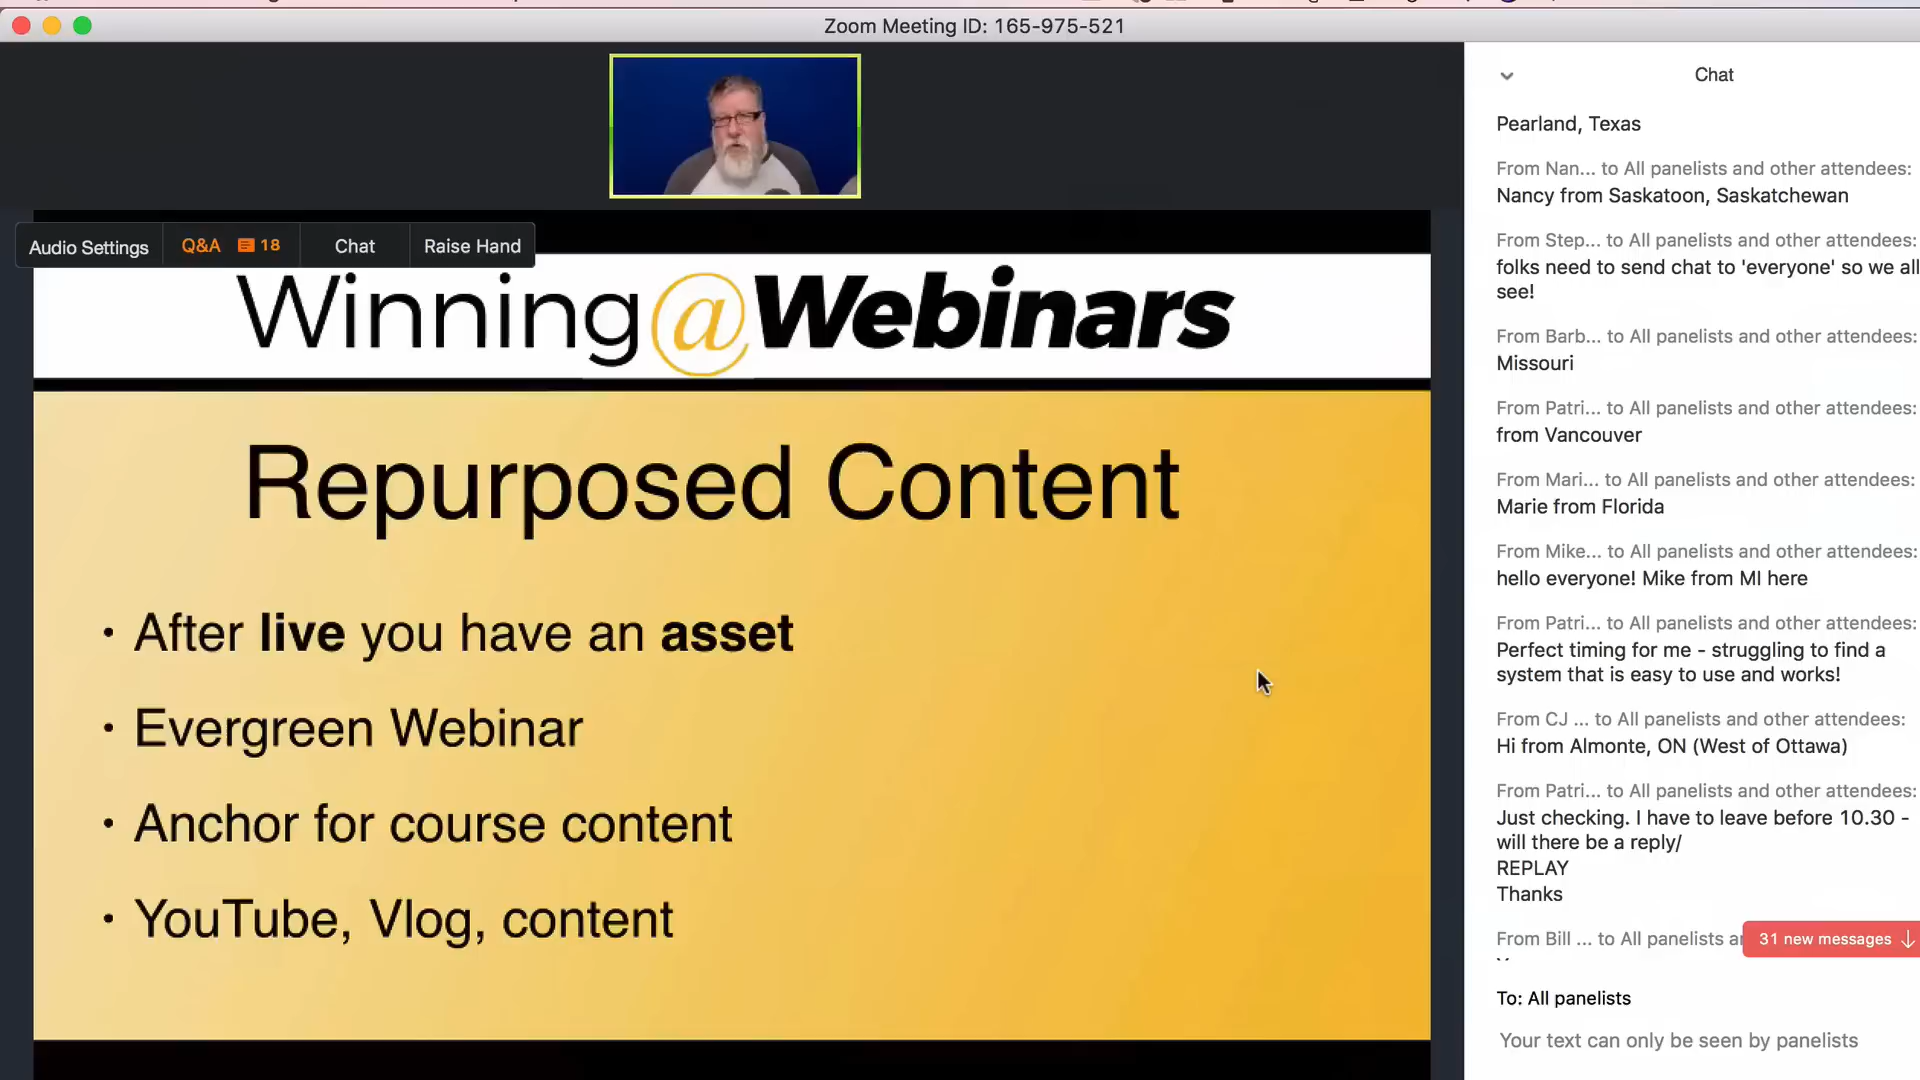 Zoom Meeting ID: 165-975-521
Audio Settings
Q&A 18
Chat
Raise Hand
Winning@Webinars
Repurposed Content
• After live you have an asset
• Evergreen Webinar
• Anchor for course content
• YouTube, Vlog, content
Chat
Pearland, Texas
From Nan... to All panelists and other attendees:
Nancy from Saskatoon, Saskatchewan
From Step... to All panelists and other attendees:
folks need to send chat to 'everyone' so we all
see!
From Barb... to All panelists and other attendees:
Missouri
From Patri... to All panelists and other attendees:
from Vancouver
From Mari... to All panelists and other attendees:
Marie from Florida
From Mike... to All panelists and other attendees:
hello everyone! Mike from MI here
From Patri... to All panelists and other attendees:
Perfect timing for me - struggling to find a
system that is easy to use and works!
From CJ ... to All panelists and other attendees:
Hi from Almonte, ON (West of Ottawa)
From Patri... to All panelists and other attendees:
Just checking. I have to leave before 10.30 -
will there be a reply/
REPLAY
Thanks
From Bill ... to All panelists
31 new messages
To: All panelists
Your text can only be seen by panelists